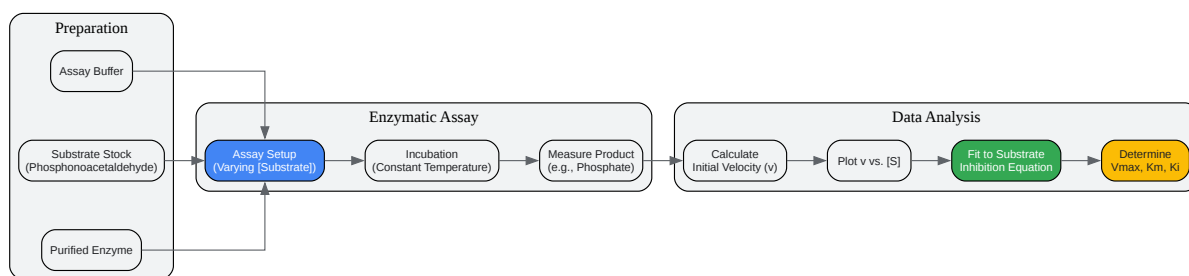 Preparation
Assay Buffer
Substrate Stock
(Phosphonoacetaldehyde)
Purified Enzyme
Enzymatic Assay
Assay Setup
(Varying [Substrate])
Incubation
(Constant Temperature)
Measure Product
(e.g., Phosphate)
Data Analysis
Calculate
Initial Velocity (v)
Plot v vs. [S]
Fit to Substrate
Inhibition Equation
Determine
Vmax, Km, Ki